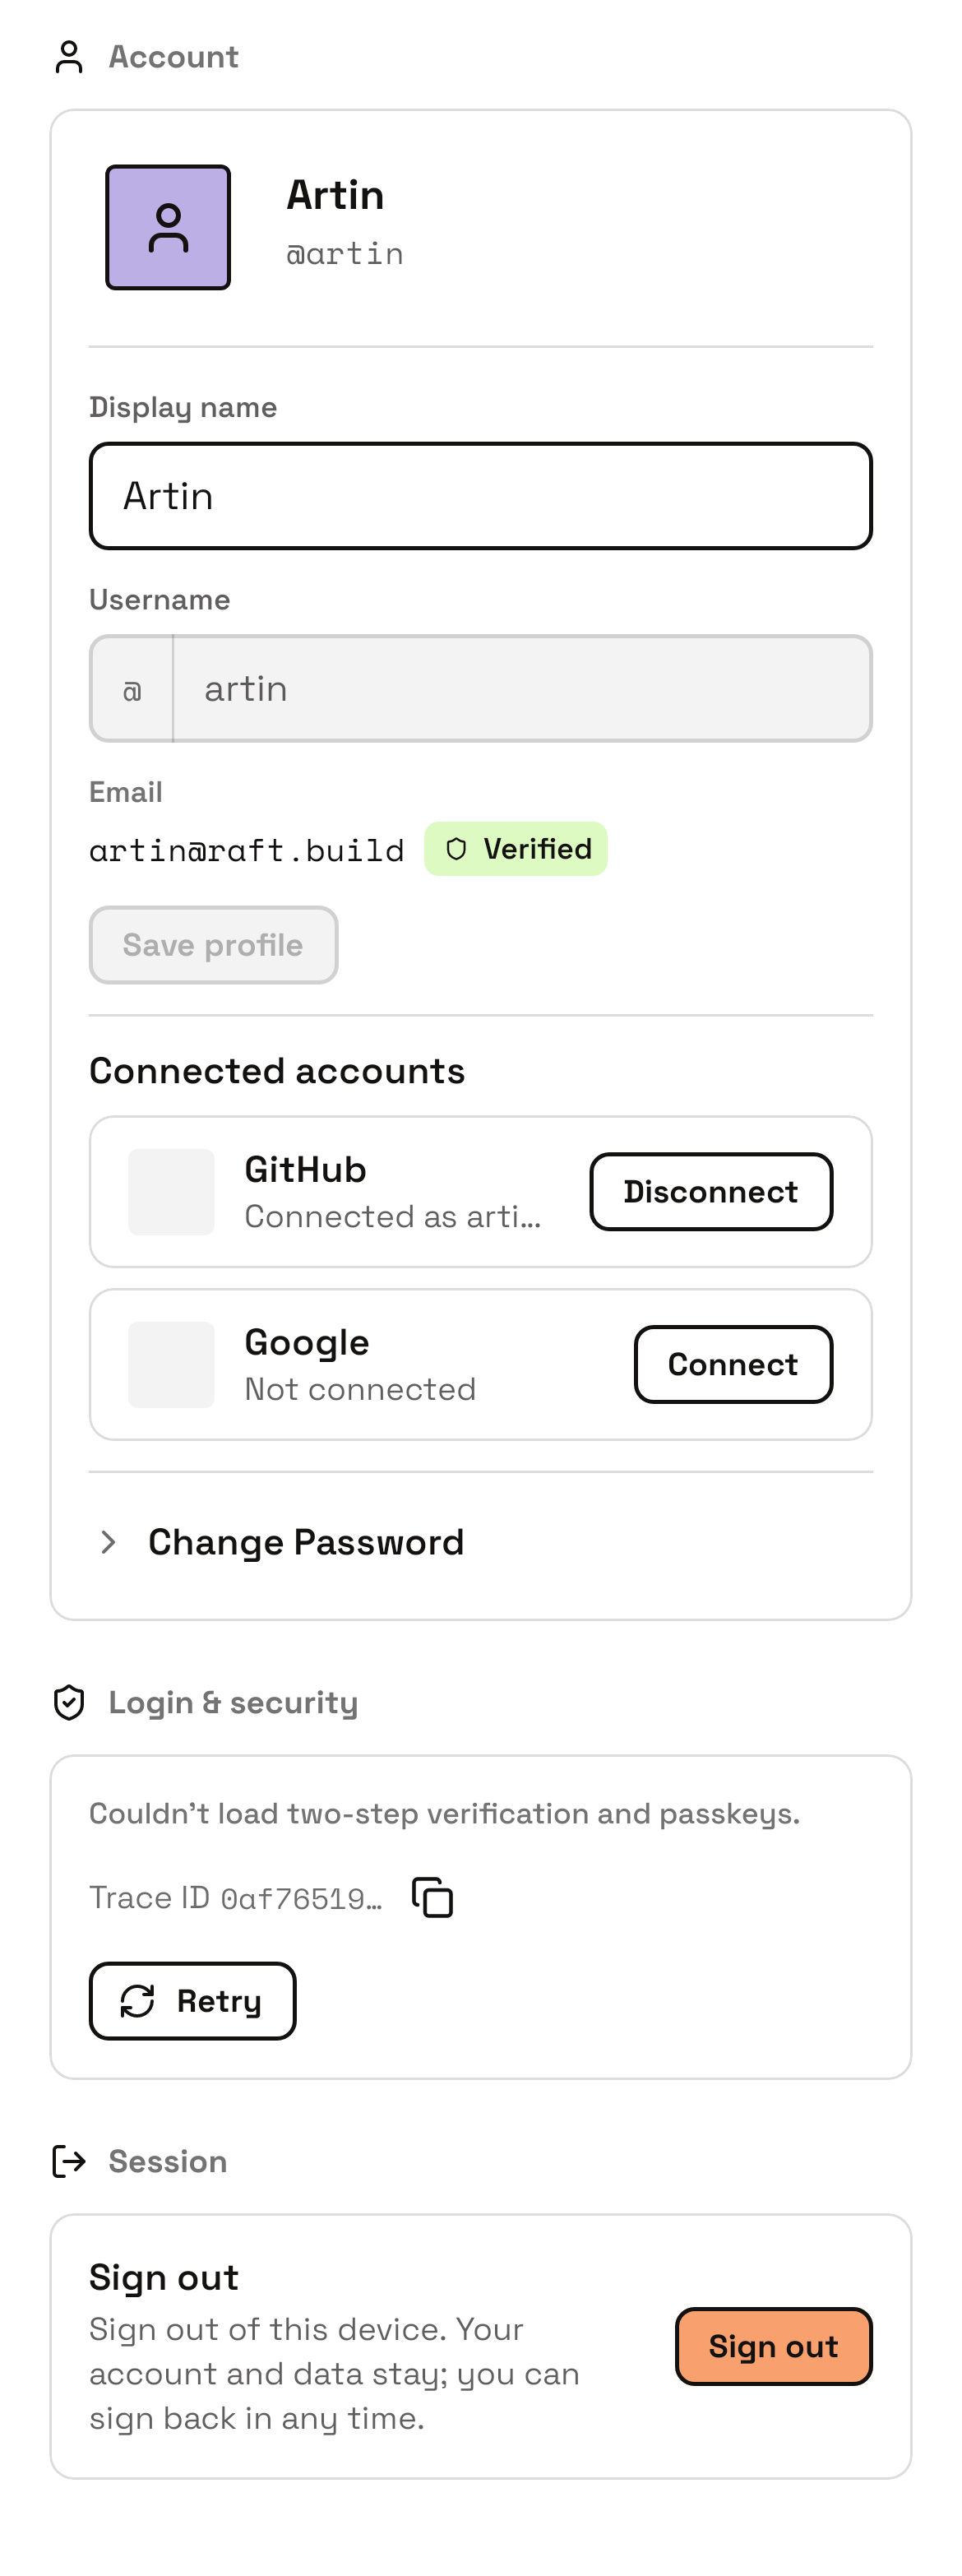 Account
Artin
@artin
Display name
Artin
Username
@ artin
Email
artin@raft.build Verified
Save profile
Connected accounts
GitHub
Connected as arti...
Disconnect
Google
Not connected
Connect
Change Password
Login & security
Couldn't load two-step verification and passkeys.
Trace ID 0af76519…
Retry
Session
Sign out
Sign out of this device. Your
account and data stay; you can
sign back in any time.
Sign out